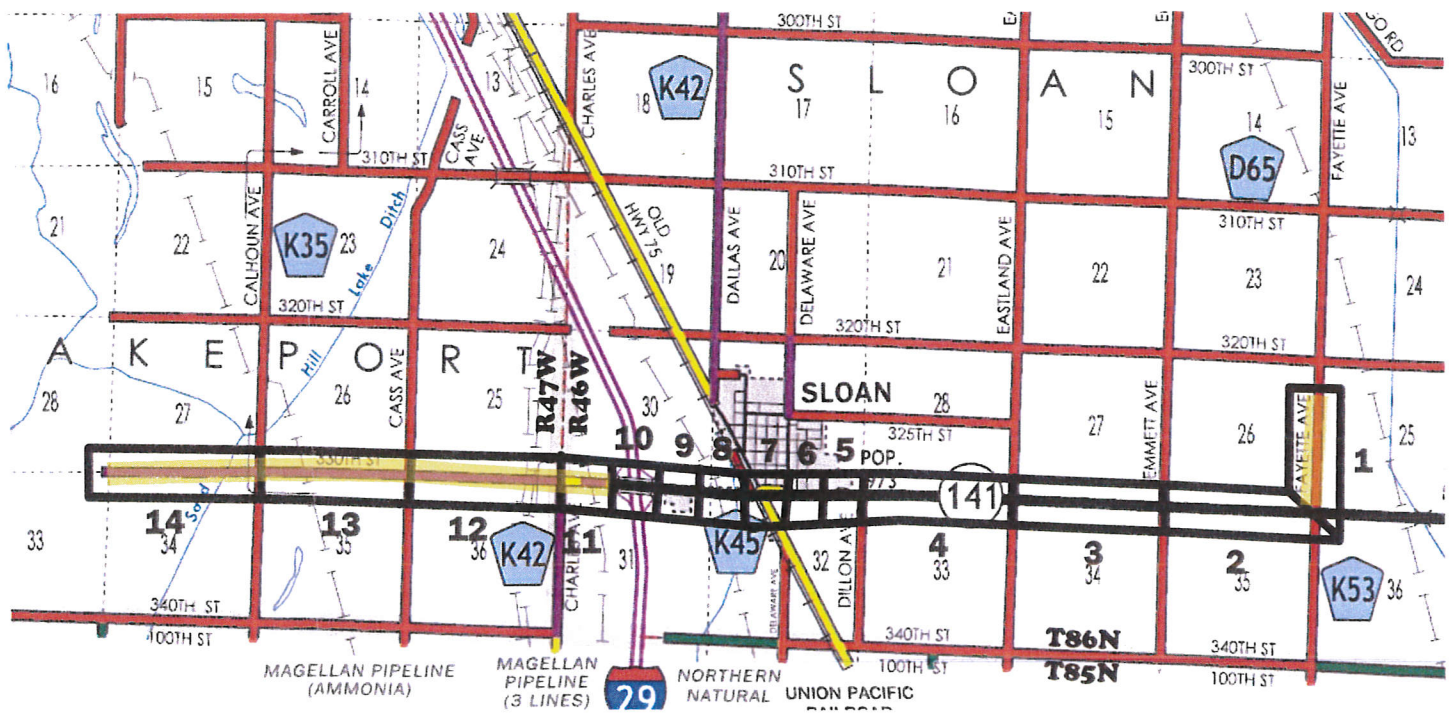 300TH ST
300TH ST
GORD
16
15
14
13
18
17
16
15
14
13
K42
S L O A N
CARROLL AVE
CASS AVE
CHARLES AVE
FAYETTE AVE
D65
310TH ST
310TH ST
310TH ST
CALHOUN AVE
K35
Ditch
Lake
Hill
Sand
OLD HWY 75
DALLAS AVE
DELAWARE AVE
EASTLAND AVE
21
22
23
24
19
20
21
22
23
24
320TH ST
320TH ST
320TH ST
A K E P O R T
R47W
R46W
CASS AVE
SLOAN
28
27
26
25
30
28
27
26
25
325TH ST
EMMETT AVE
FAYETTE AVE
POP.
973
330TH ST
10
9
8
7
6
5
1
141
14
13
12
11
4
3
2
33
34
35
36
31
32
33
34
35
36
K42
CHARLES AVE
K45
DELAWARE AVE
DILLON AVE
K53
340TH ST
100TH ST
340TH ST
100TH ST
T86N
T85N
340TH ST
100TH ST
MAGELLAN PIPELINE
(AMMONIA)
MAGELLAN
PIPELINE
(3 LINES)
29
NORTHERN
NATURAL
UNION PACIFIC
RAILROAD